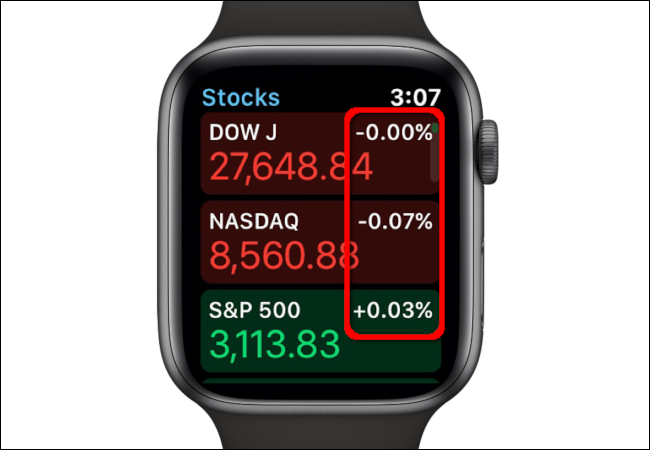 Stocks 3:07
DOW J -0.00%
27,648.84
NASDAQ -0.07%
8,560.88
S&P 500 +0.03%
3,113.83